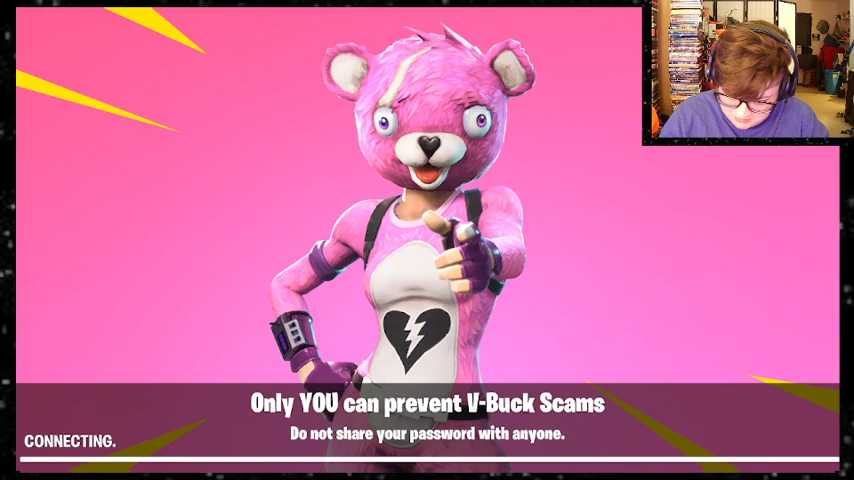 Only YOU can prevent V-Buck Scams
Do not share your password with anyone.
CONNECTING.